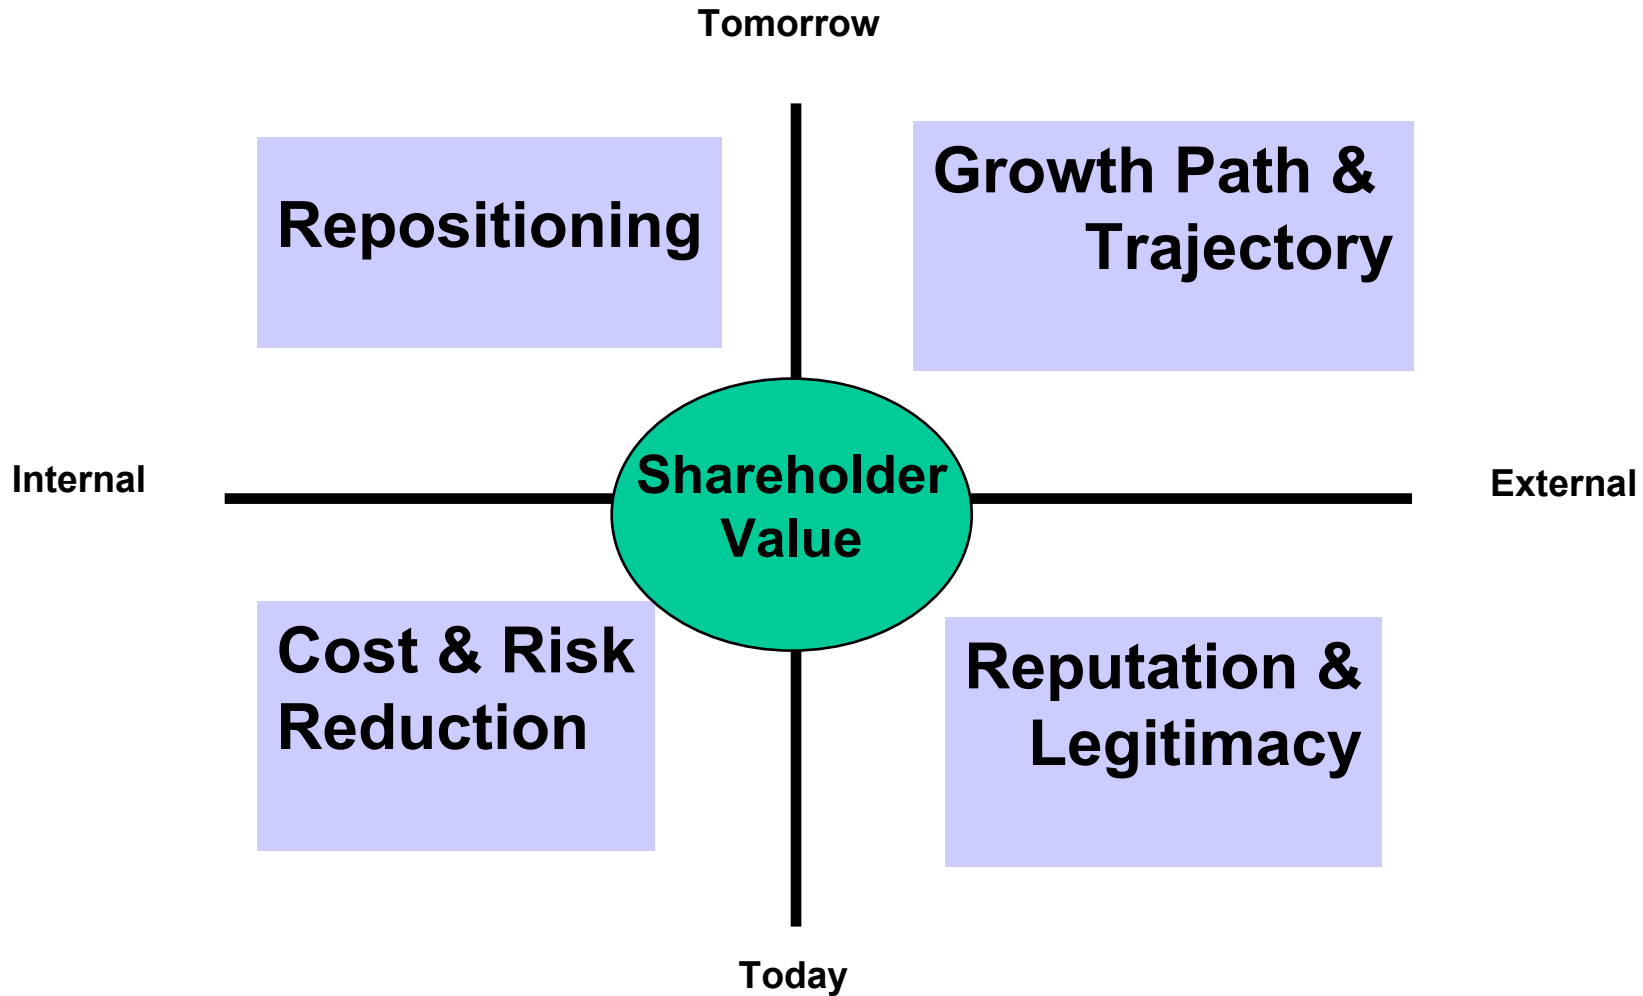 Tomorrow
Repositioning
Growth Path &
Trajectory
Internal
Shareholder
Value
External
Cost & Risk
Reduction
Reputation &
Legitimacy
Today